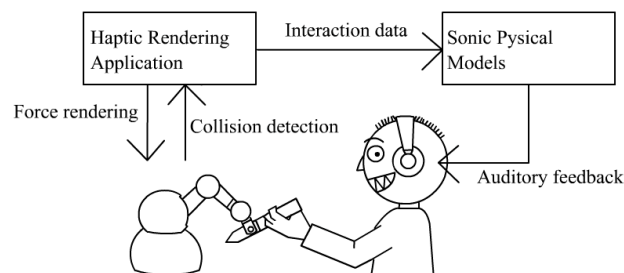 Haptic Rendering
Application
Interaction data
Sonic Pysical
Models
Force rendering
Collision detection
Auditory feedback